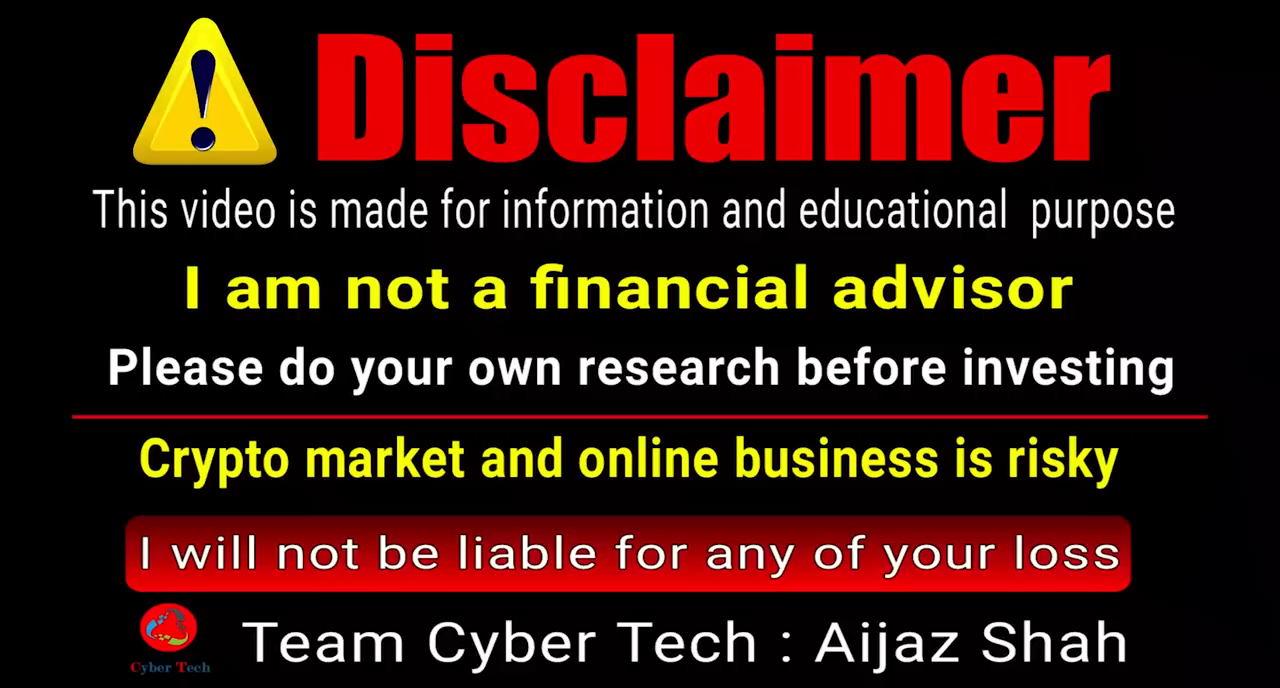 Disclaimer
This video is made for information and educational purpose
I am not a financial advisor
Please do your own research before investing
Crypto market and online business is risky
I will not be liable for any of your loss
Cyber Tech
Team Cyber Tech : Aijaz Shah